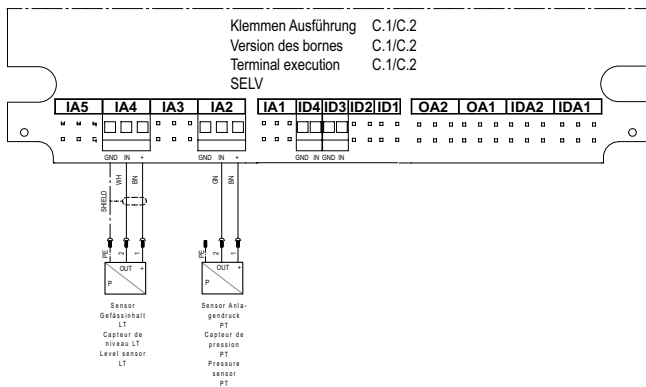 Klemmen Ausführung C.1/C.2
Version des bornes C.1/C.2
Terminal execution C.1/C.2
SELV
IA5 IA4 IA3 IA2 IA1 ID4 ID3 ID2 ID1 OA2 OA1 IDA2 IDA1
GND IN + GND IN + GND IN GND IN
SHIELD WH BN GN BN
PE 2 1 PE 2 1
OUT + OUT +
P P
Sensor
Gefässinhalt
LT
Capteur de
niveau LT
Level sensor
LT
Sensor Anla-
gendruck
PT
Capteur de
pression
PT
Pressure
sensor
PT